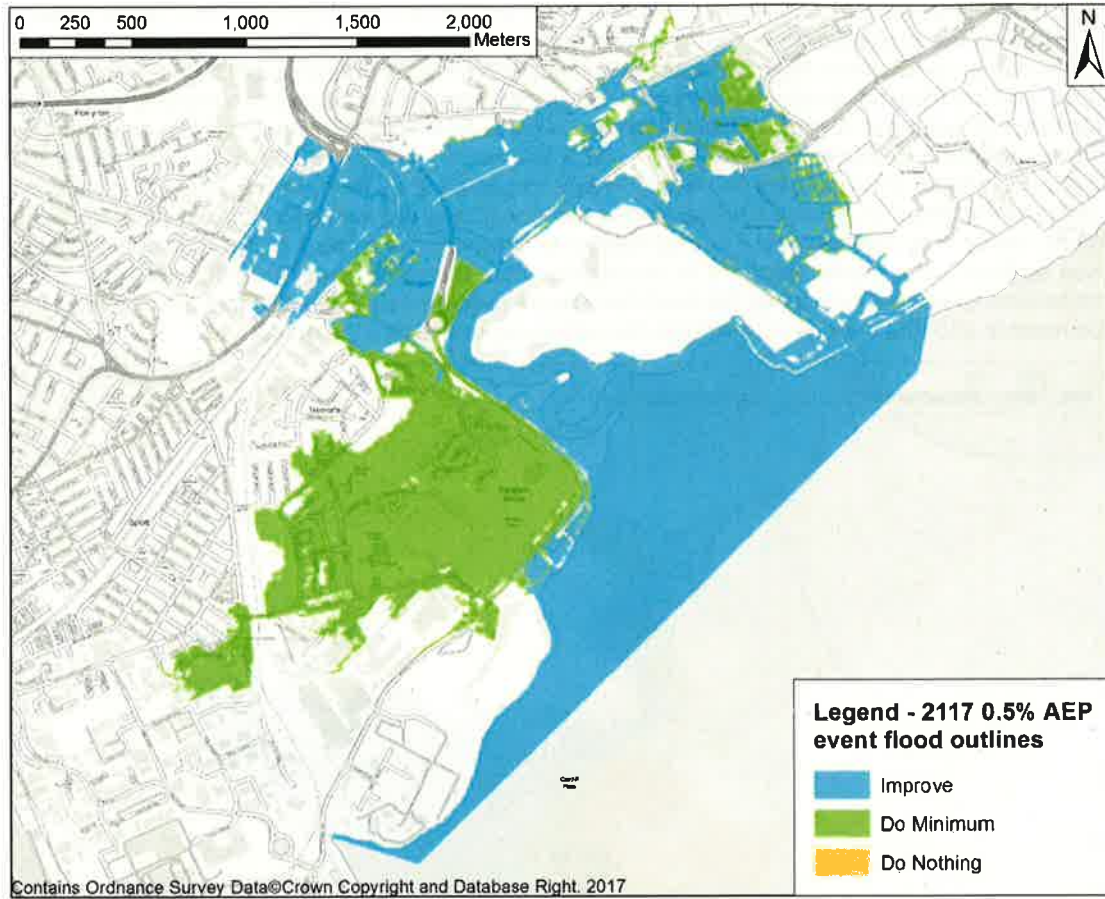 0 250 500 1,000 1,500 2,000
Meters
N
Legend - 2117 0.5% AEP
event flood outlines
Improve
Do Minimum
Do Nothing
Contains Ordnance Survey Data©Crown Copyright and Database Right. 2017